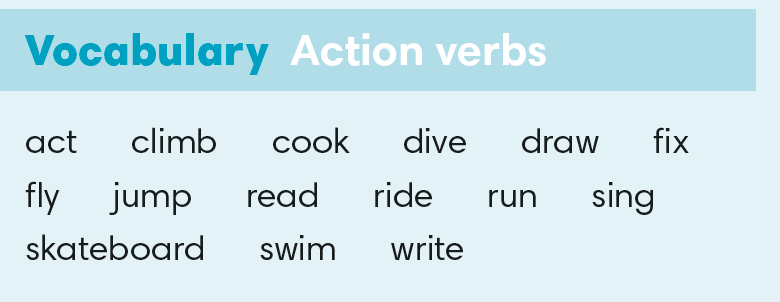 Vocabulary Action verbs
act climb cook dive draw fix
fly jump read ride run sing
skateboard swim write